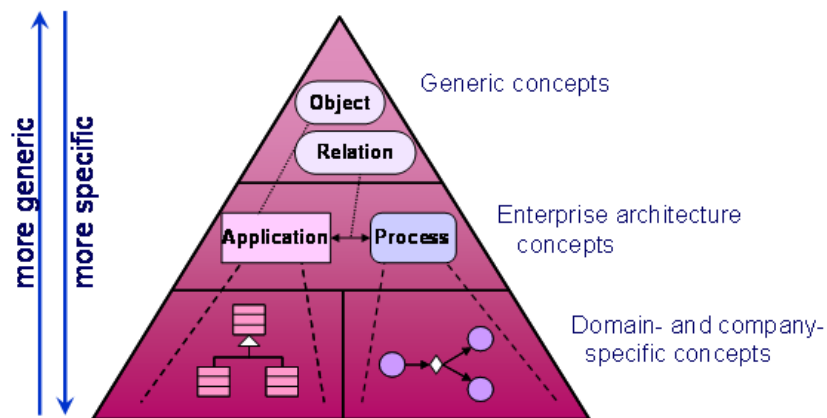 more generic
more specific
Object
Relation
Generic concepts
Application
Process
Enterprise architecture
concepts
Domain- and company-
specific concepts